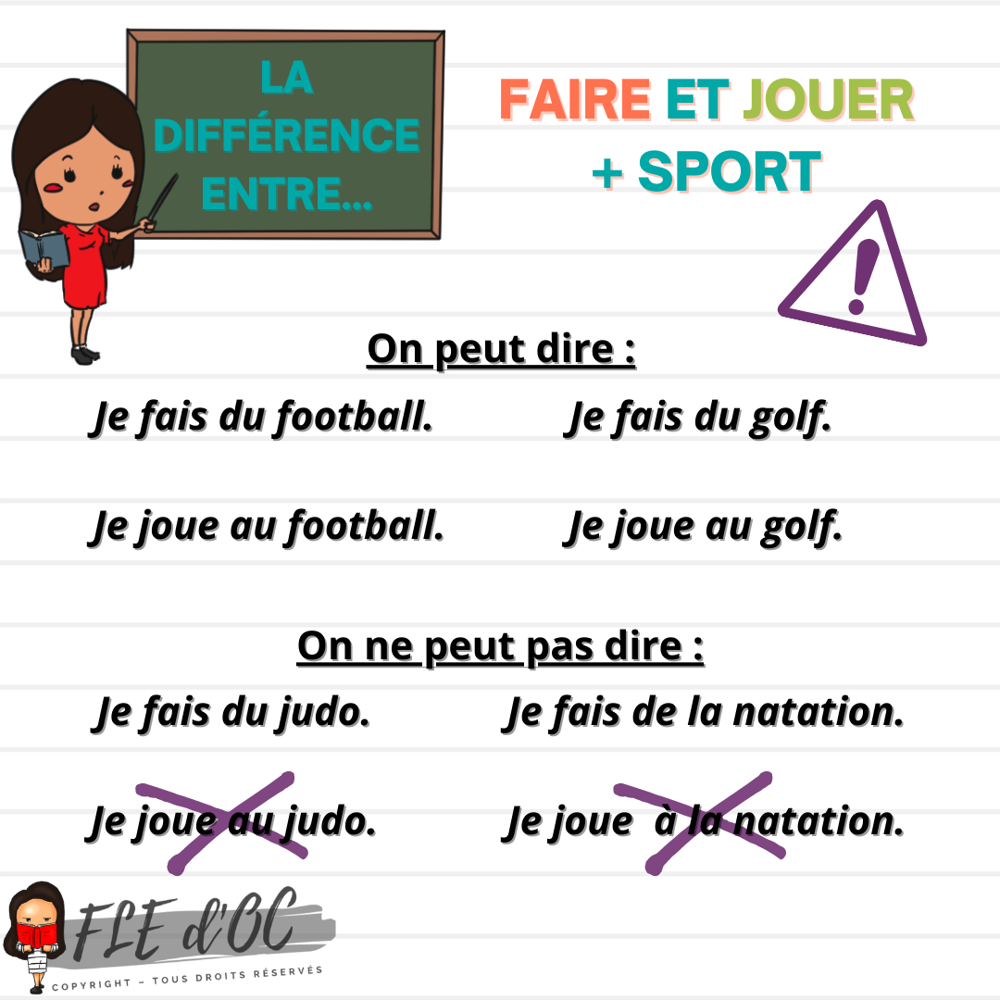 LA
DIFFÉRENCE
ENTRE...
FAIRE ET JOUER
+ SPORT
On peut dire :
Je fais du football.
Je fais du golf.
Je joue au football.
Je joue au golf.
On ne peut pas dire :
Je fais du judo.
Je fais de la natation.
Je joue au judo.
Je joue à la natation.
FLE d'OC
COPYRIGHT – TOUS DROITS RÉSERVÉS